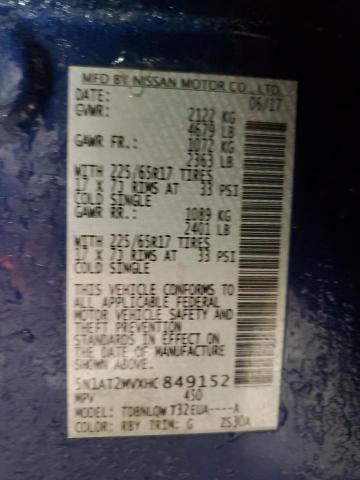 MFD BY NISSAN MOTOR CO., LTD.
DATE: 06/17
GVWR: 2122 KG
4679 LB
GAWR FR.: 1072 KG
2363 LB
WITH 225/65R17 TIRES
17 X 7J RIMS AT 33 PSI
COLD SINGLE
GAWR RR.: 1089 KG
2401 LB
WITH 225/65R17 TIRES
17 X 7J RIMS AT 33 PSI
COLD SINGLE
THIS VEHICLE CONFORMS TO
ALL APPLICABLE FEDERAL
MOTOR VEHICLE SAFETY AND
THEFT PREVENTION
STANDARDS IN EFFECT ON
THE DATE OF MANUFACTURE
SHOWN ABOVE.
5N1AT2MVXHC 849152
MPV 450
MODEL: TDBNLQW T32EUA----A
COLOR: RBY TRIM: G ZS30A